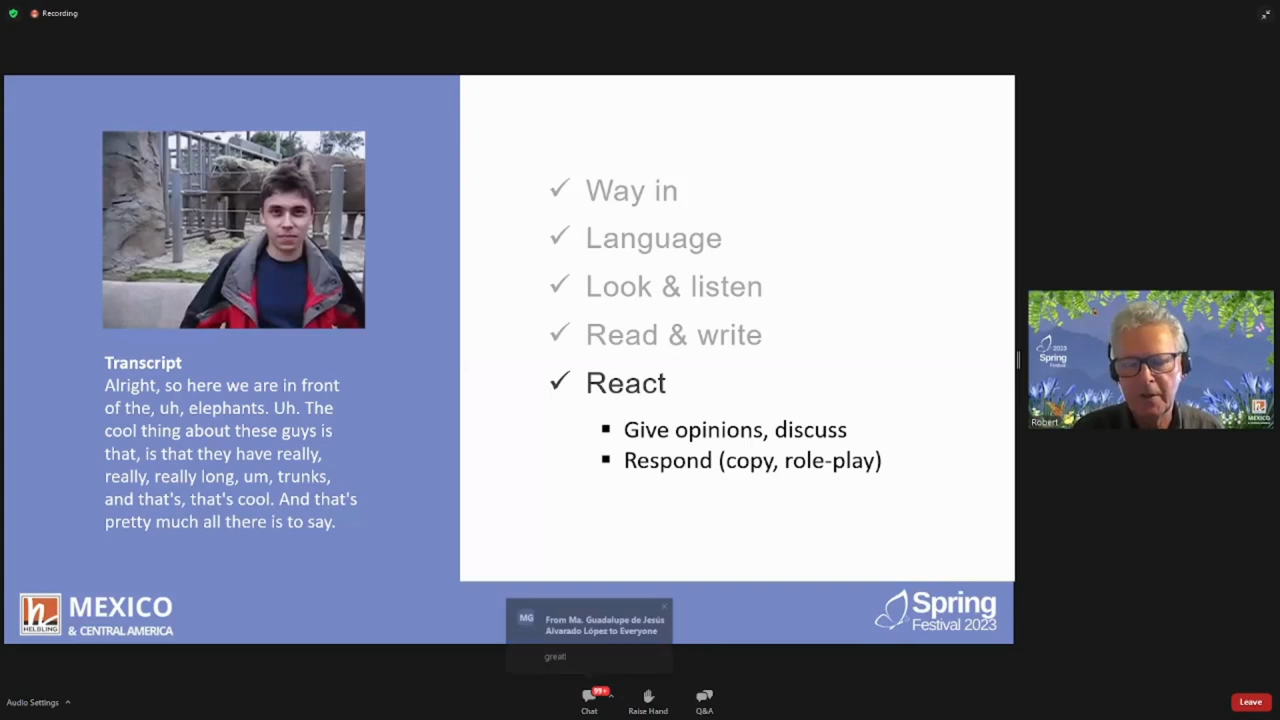 Recording
Way in
Language
Look & listen
Read & write
React
Give opinions, discuss
Respond (copy, role-play)
Transcript
Alright, so here we are in front
of the, uh, elephants. Uh. The
cool thing about these guys is
that, is that they have really,
really, really long, um, trunks,
and that's, that's cool. And that's
pretty much all there is to say.
2023
Spring
Festival
MEXICO
Robert
h
HELBLING
MEXICO
& CENTRAL AMERICA
Spring
Festival 2023
MG
From Ma. Guadalupe de Jesús
Alvarado López to Everyone
great!
Audio Settings
99+
Chat
Raise Hand
Q&A
Leave